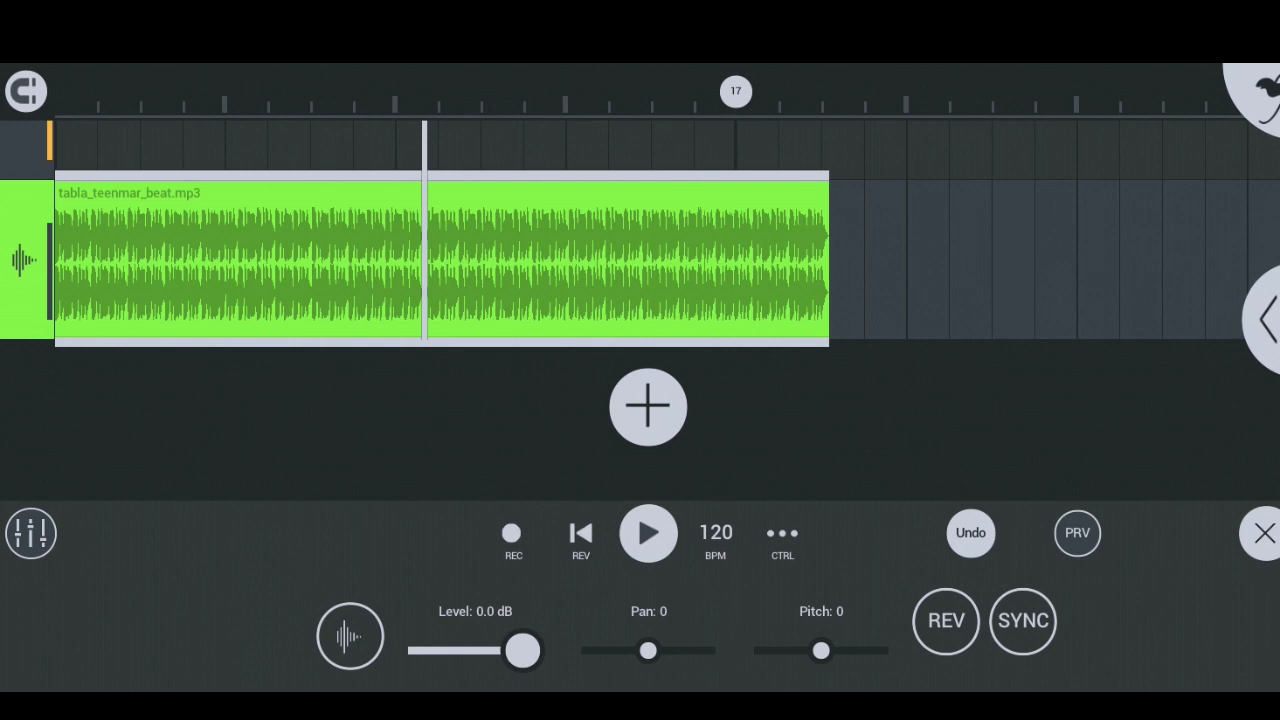 17
tabla_teenmar_beat.mp3
120
Undo
PRV
REC
REV
BPM
CTRL
Level: 0.0 dB
Pan: 0
Pitch: 0
REV
SYNC